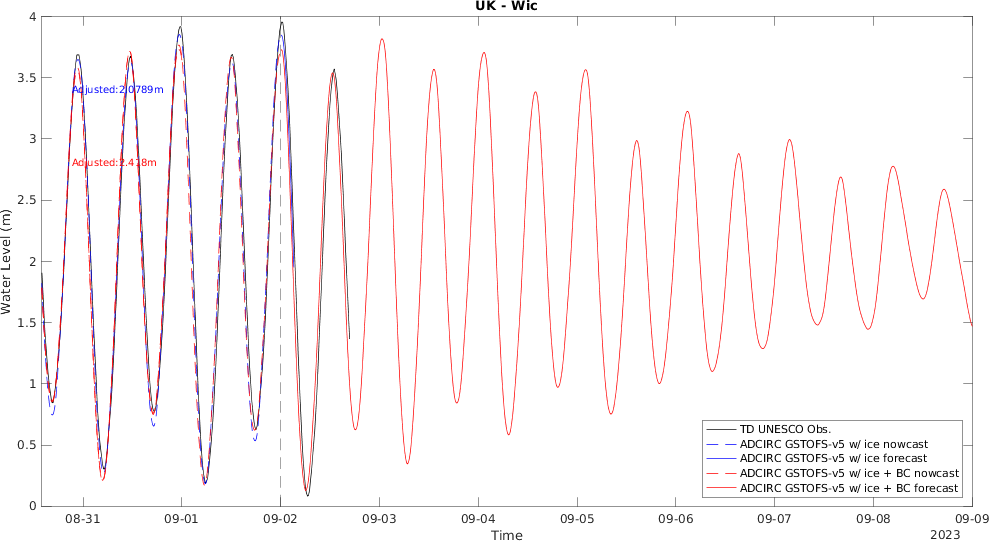 UK - Wic
4
3.5
3
2.5
2
1.5
1
0.5
0
Water Level (m)
Adjusted:2.0789m
Adjusted:2.418m
TD UNESCO Obs.
ADCIRC GSTOFS-v5 w/ ice nowcast
ADCIRC GSTOFS-v5 w/ ice forecast
ADCIRC GSTOFS-v5 w/ ice + BC nowcast
ADCIRC GSTOFS-v5 w/ ice + BC forecast
08-31 09-01 09-02 09-03 09-04 09-05 09-06 09-07 09-08 09-09
Time
2023